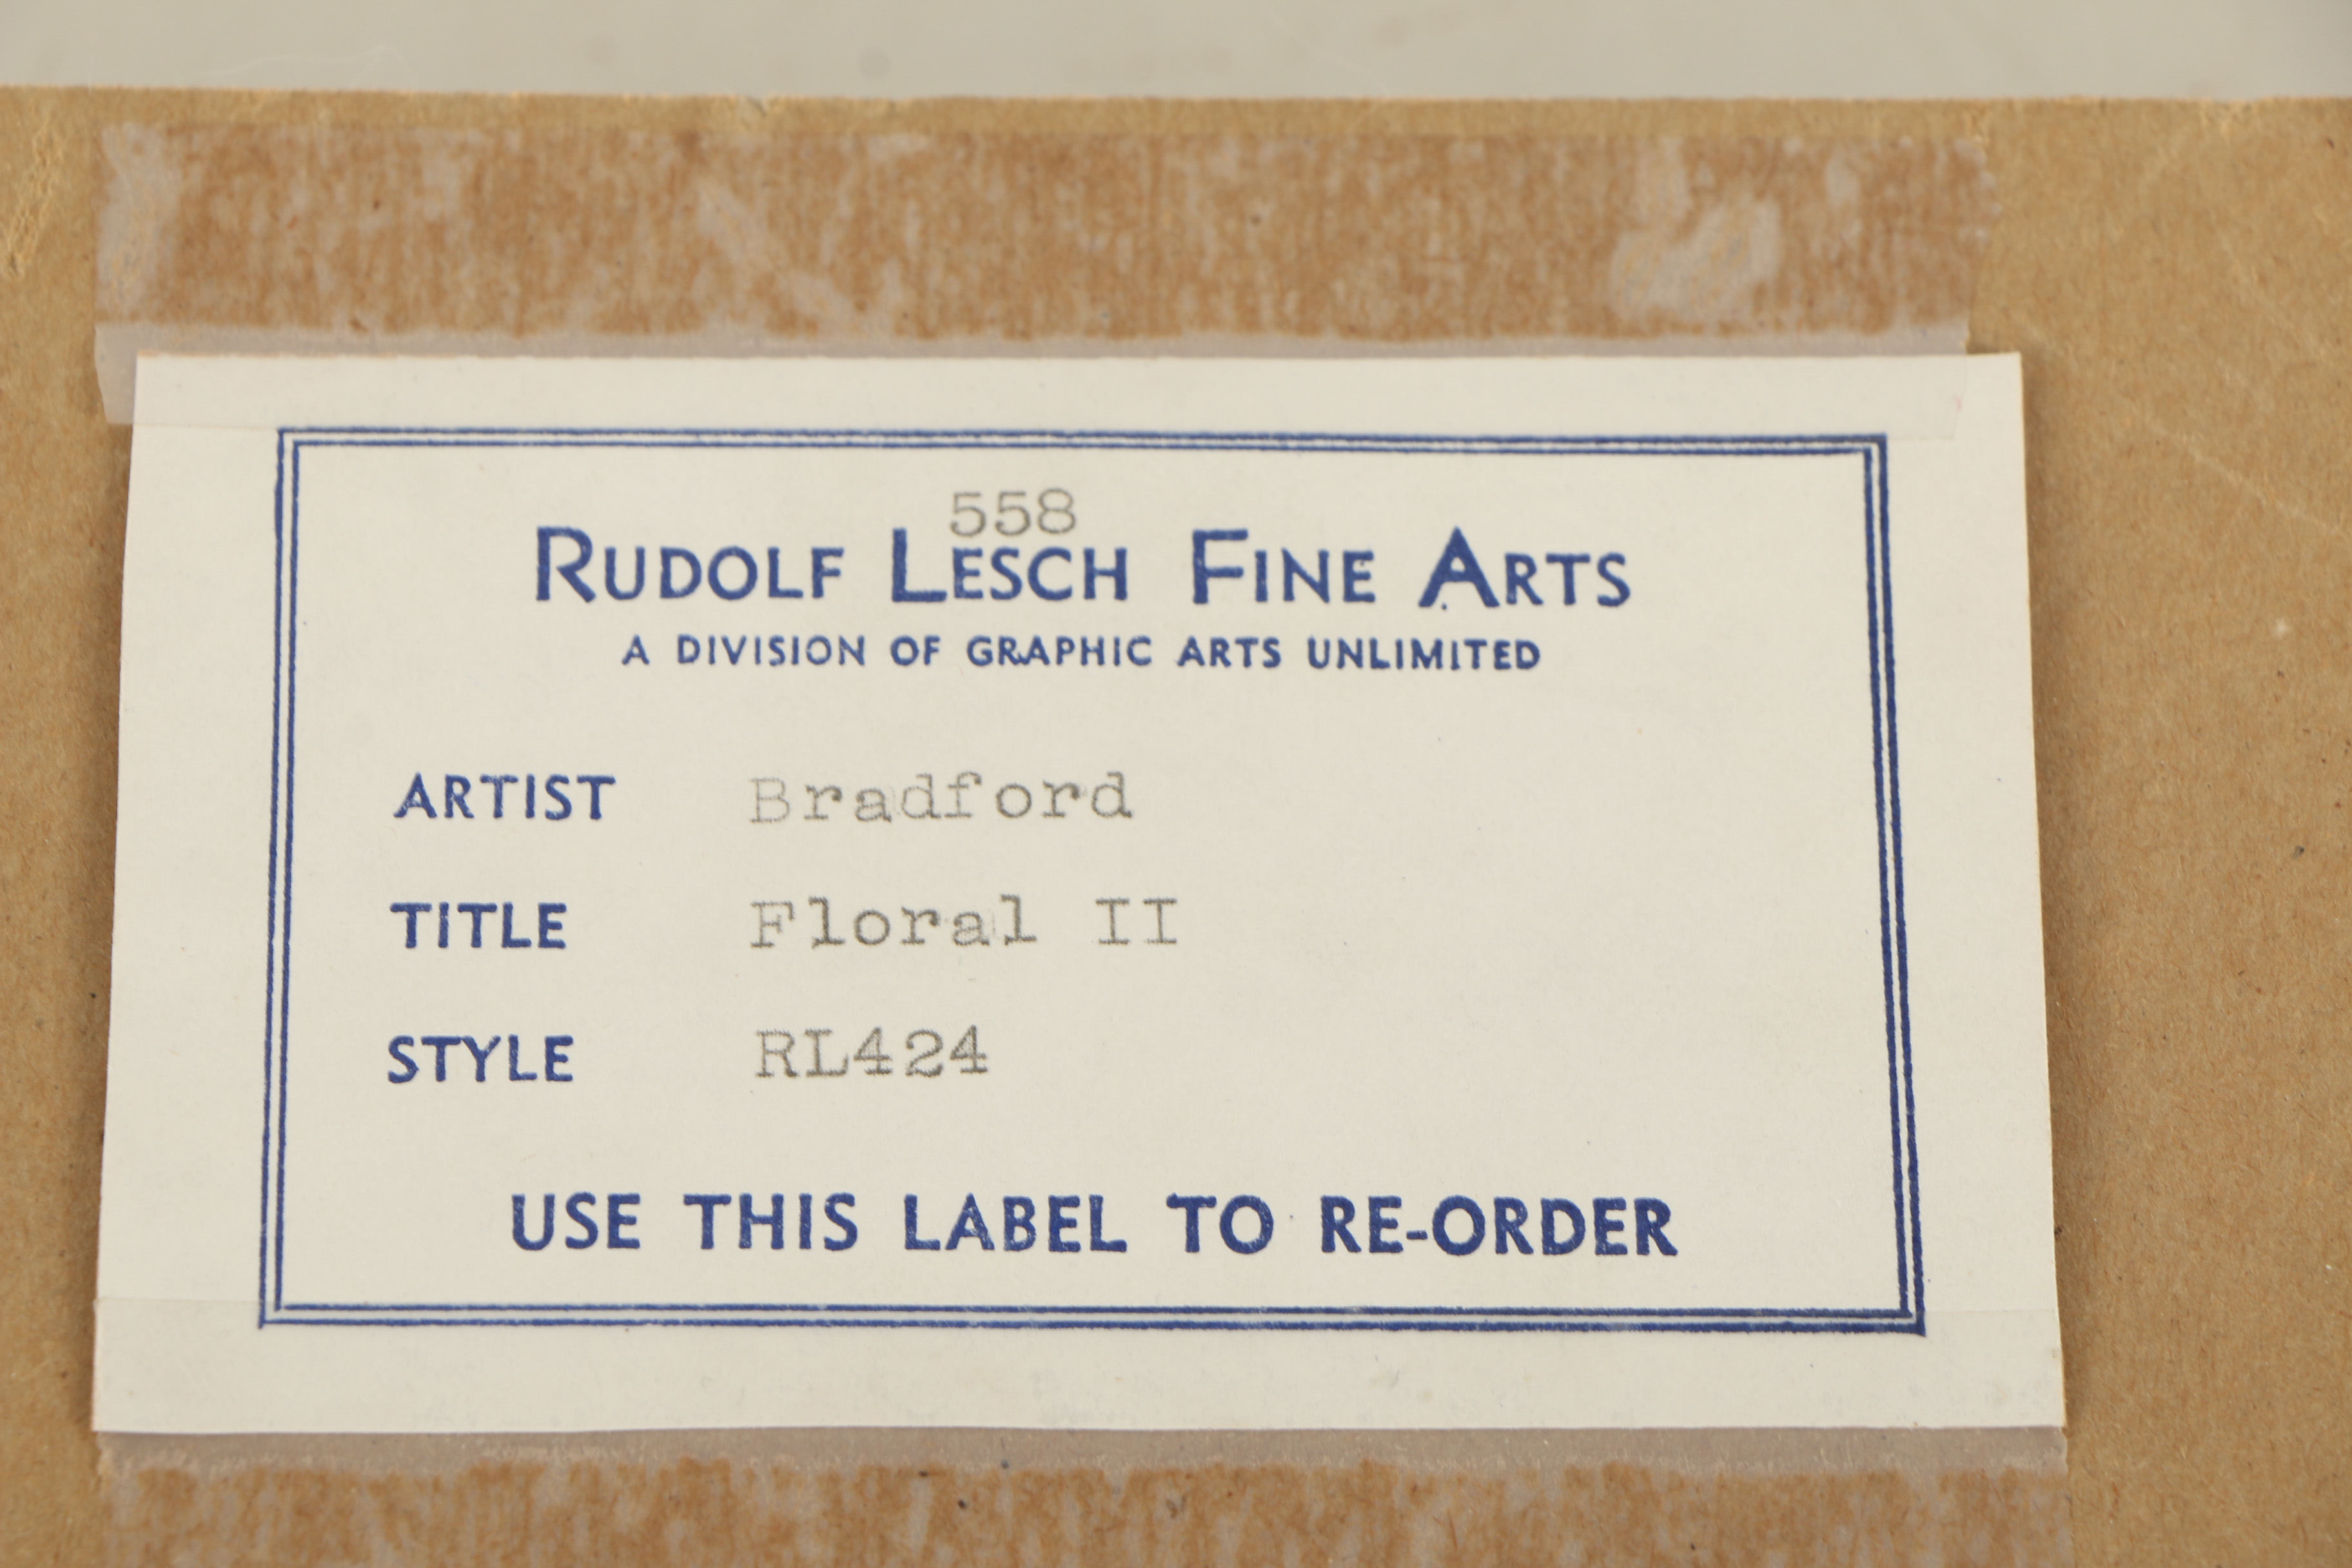 558
RUDOLF LESCH FINE ARTS
A DIVISION OF GRAPHIC ARTS UNLIMITED
ARTIST Bradford
TITLE Floral II
STYLE RL424
USE THIS LABEL TO RE-ORDER